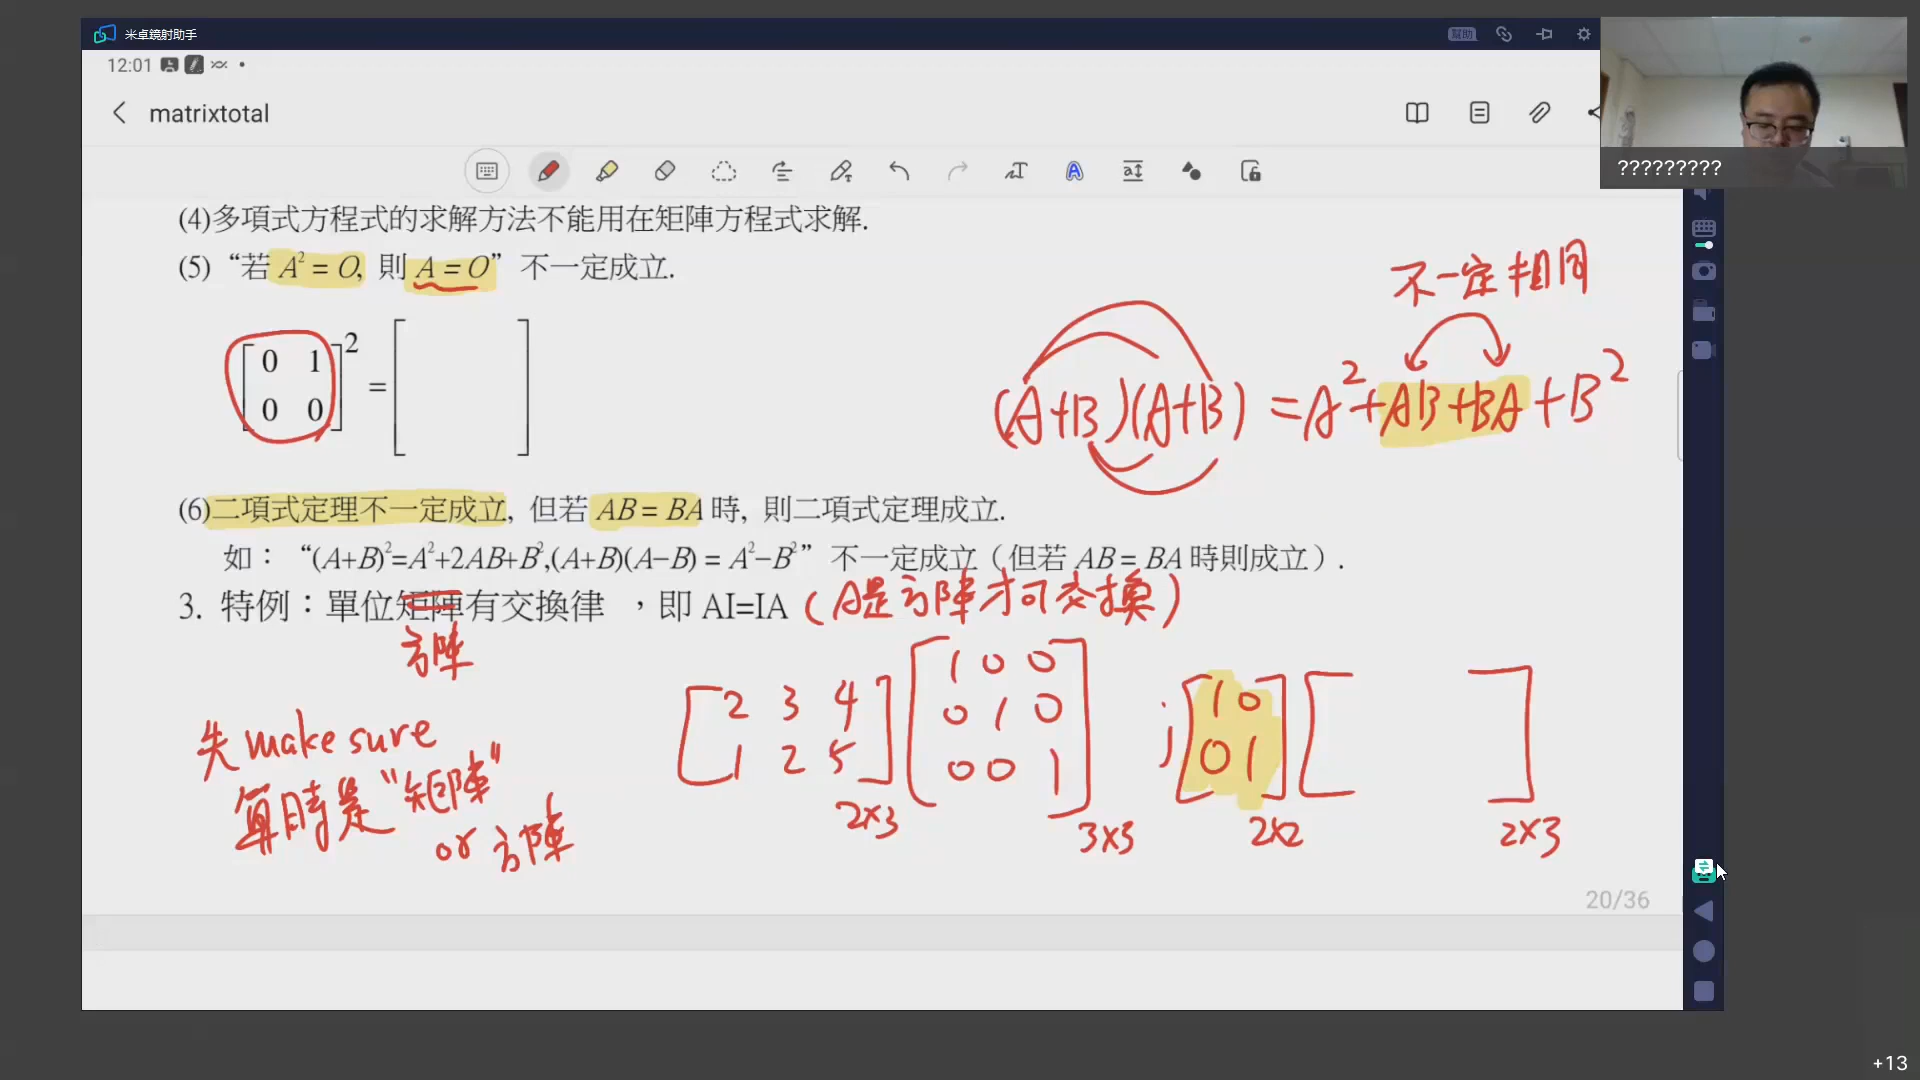 米卓鏡射助手
幫助
12:01
matrixtotal
?????????
(4)多項式方程式的求解方法不能用在矩陣方程式求解.
(5)“若 A² = O, 則 A = O” 不一定成立.
不一定相同
[0 1
0 0]² = [ ]
(A+B)(A+B) = A²+AB+BA+B²
(6)二項式定理不一定成立, 但若 AB = BA 時, 則二項式定理成立.
如：“(A+B)²=A²+2AB+B²,(A+B)(A−B) = A²−B²” 不一定成立（但若 AB = BA 時則成立）.
3. 特例：單位矩陣有交換律 ，即 AI=IA (A是方陣才可交換)
方陣
[2 3 4
1 2 5]
2×3
[1 0 0
0 1 0
0 0 1]
3×3
;
[1 0
0 1]
2×2
[ ]
2×3
先 make sure
算時是“矩陣”
or 方陣
20/36
+13